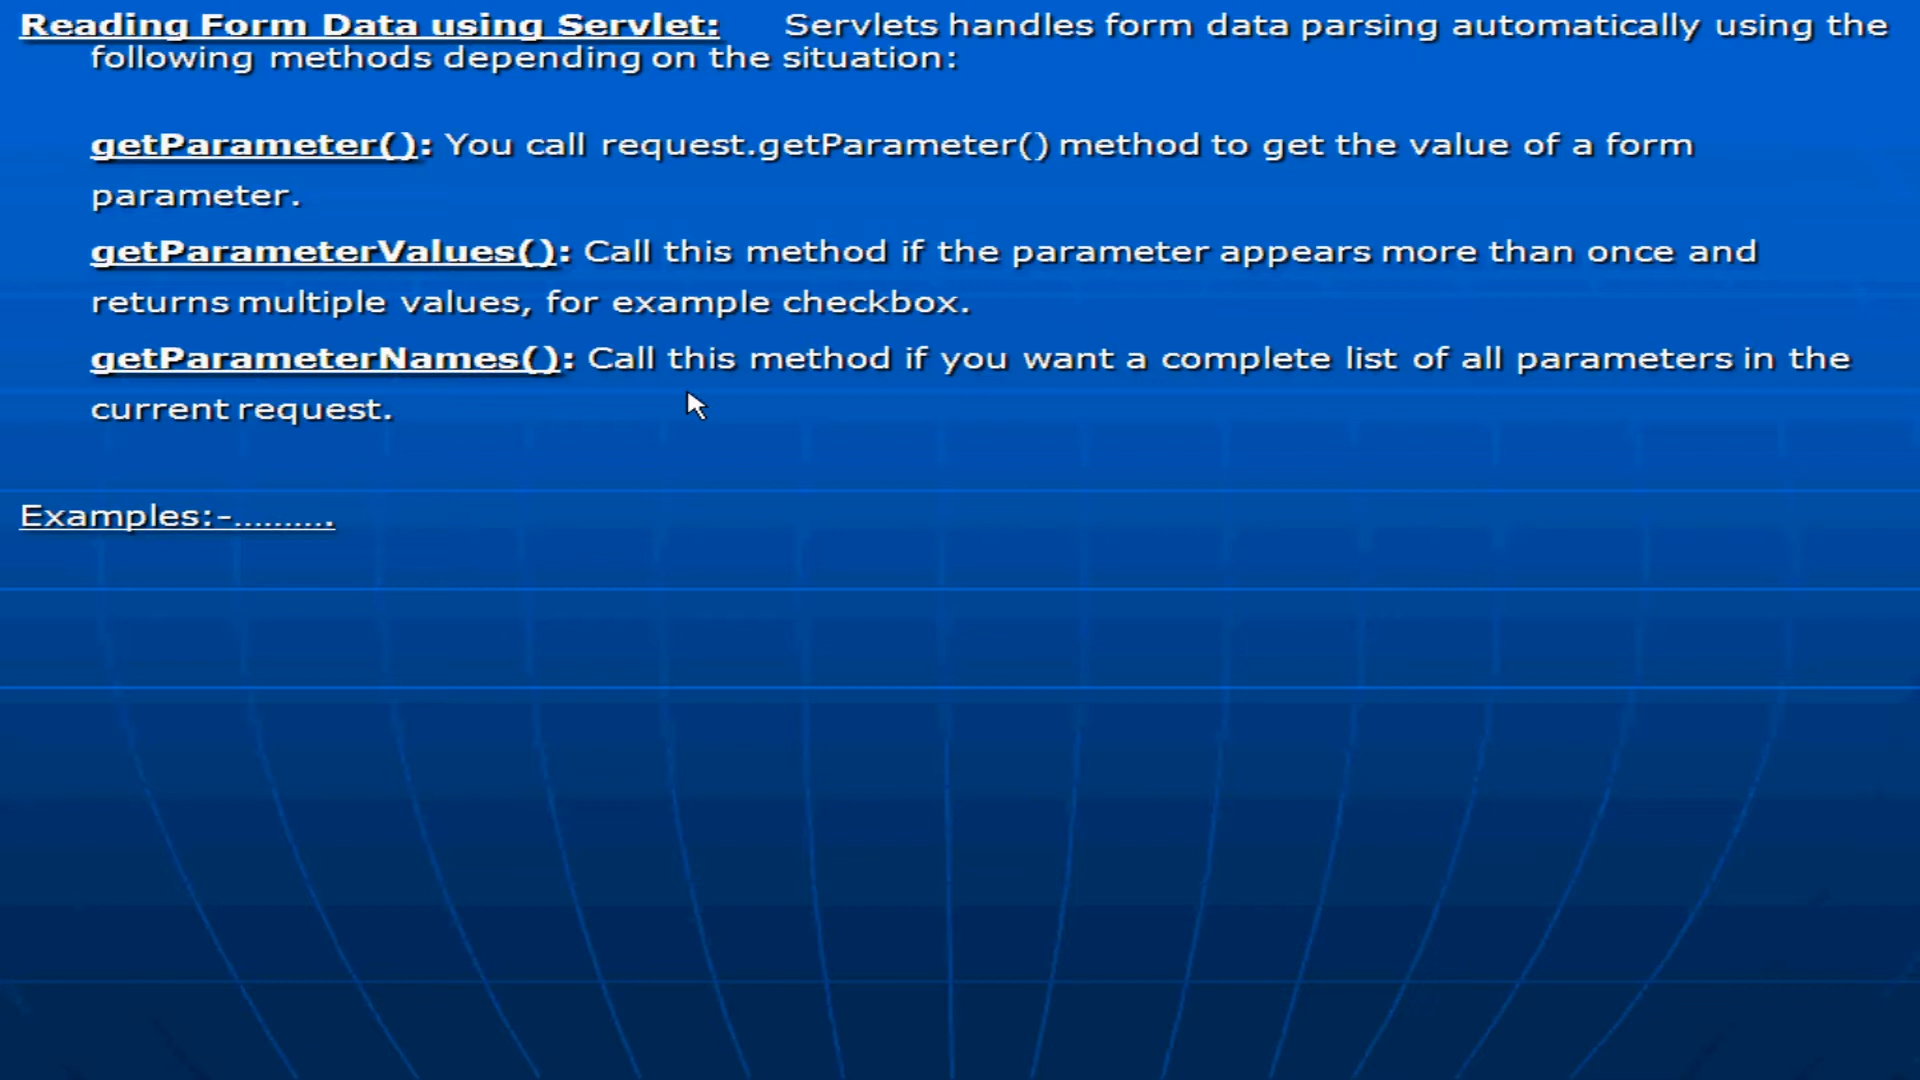 Reading Form Data using Servlet: Servlets handles form data parsing automatically using the
following methods depending on the situation:
getParameter(): You call request.getParameter() method to get the value of a form
parameter.
getParameterValues(): Call this method if the parameter appears more than once and
returns multiple values, for example checkbox.
getParameterNames(): Call this method if you want a complete list of all parameters in the
current request.
Examples:-……….